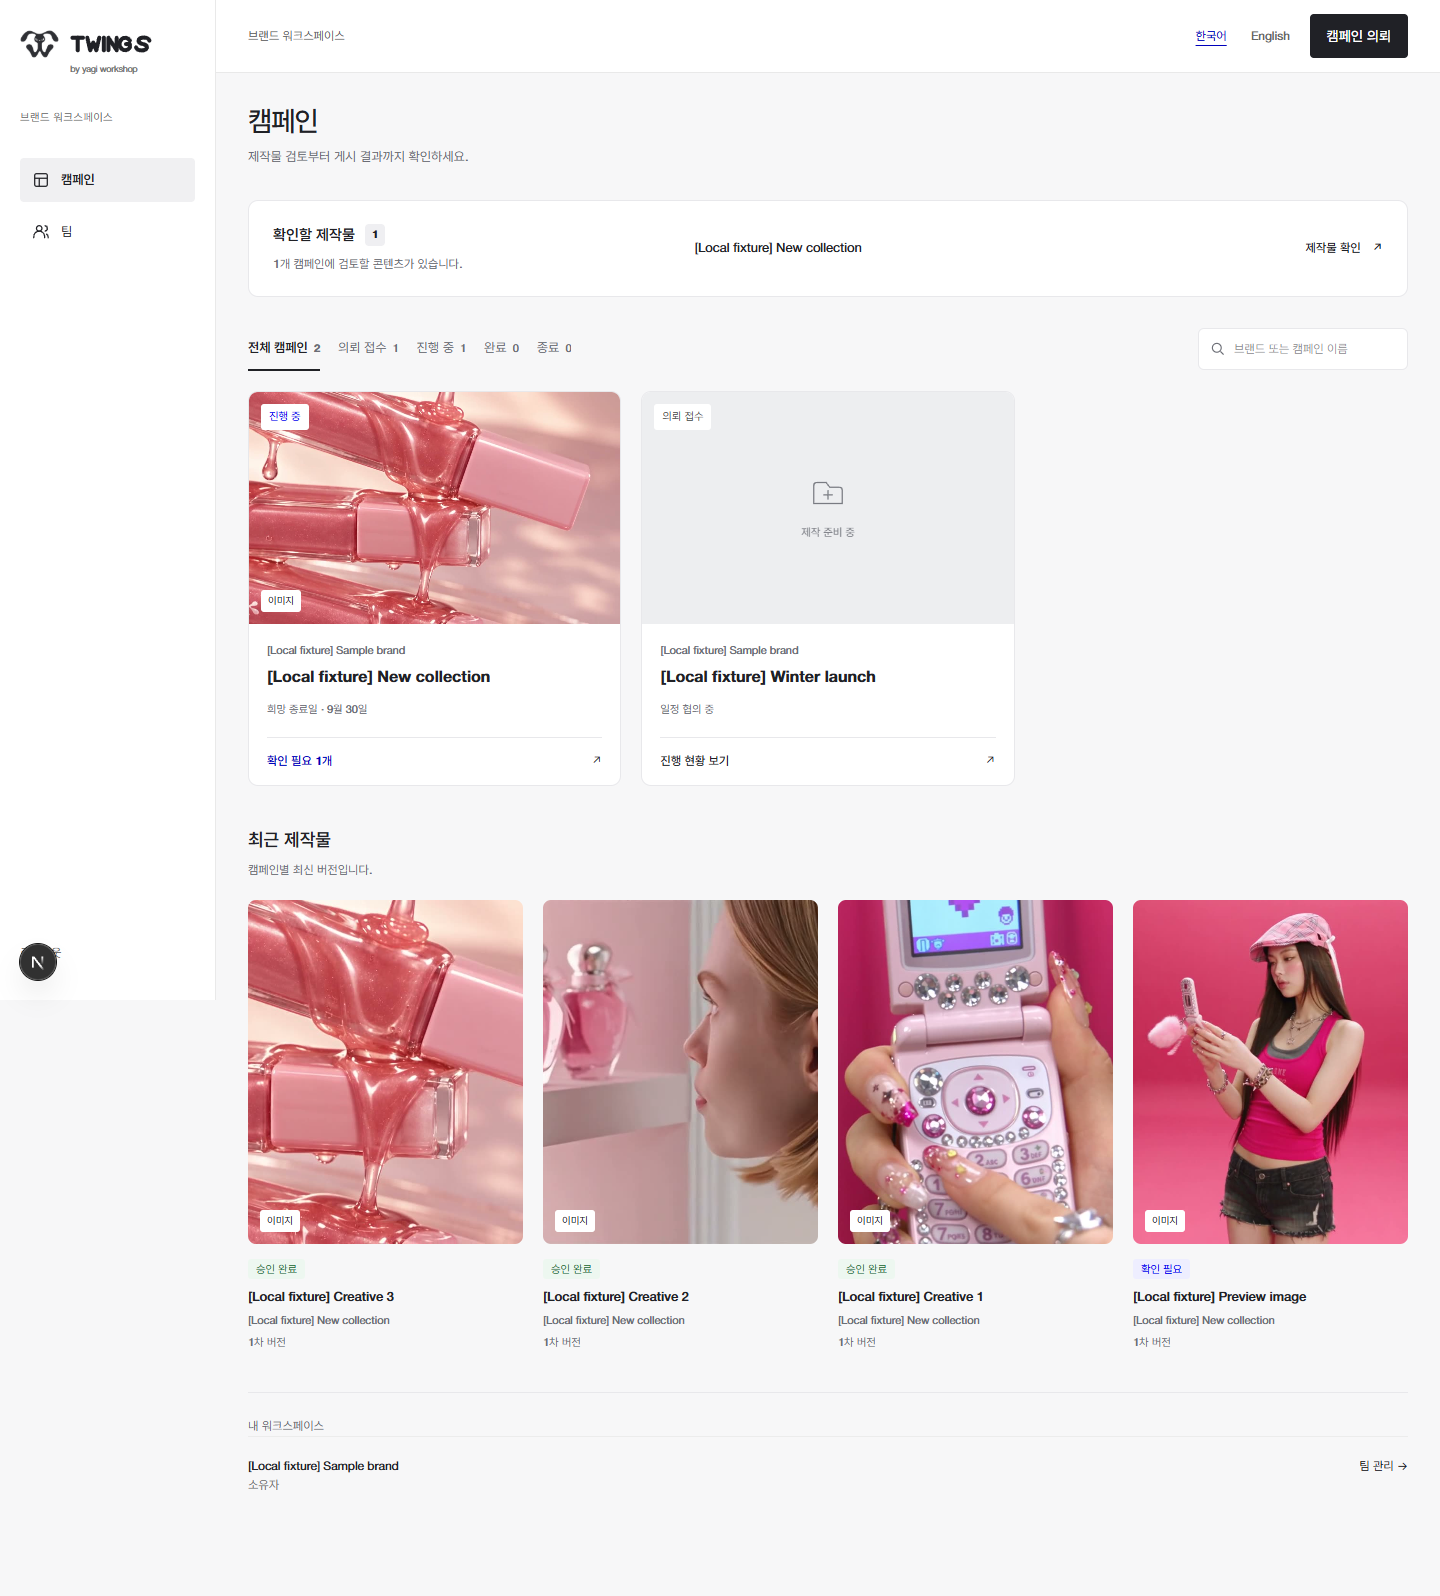 TWINGS
by yagi workshop
브랜드 워크스페이스
캠페인
팀
브랜드 워크스페이스
한국어
English
캠페인 의뢰
캠페인
제작물 검토부터 게시 결과까지 확인하세요.
확인할 제작물 1
1개 캠페인에 검토할 콘텐츠가 있습니다.
[Local fixture] New collection
제작물 확인
전체 캠페인 2
의뢰 접수 1
진행 중 1
완료 0
종료 0
브랜드 또는 캠페인 이름
진행 중
이미지
[Local fixture] Sample brand
[Local fixture] New collection
희망 종료일 · 9월 30일
확인 필요 1개
의뢰 접수
제작 준비 중
[Local fixture] Sample brand
[Local fixture] Winter launch
일정 협의 중
진행 현황 보기
최근 제작물
캠페인별 최신 버전입니다.
이미지
승인 완료
[Local fixture] Creative 3
[Local fixture] New collection
1차 버전
이미지
승인 완료
[Local fixture] Creative 2
[Local fixture] New collection
1차 버전
2 ABC
3 DEF
이미지
승인 완료
[Local fixture] Creative 1
[Local fixture] New collection
1차 버전
이미지
확인 필요
[Local fixture] Preview image
[Local fixture] New collection
1차 버전
내 워크스페이스
[Local fixture] Sample brand
소유자
팀 관리 →
N